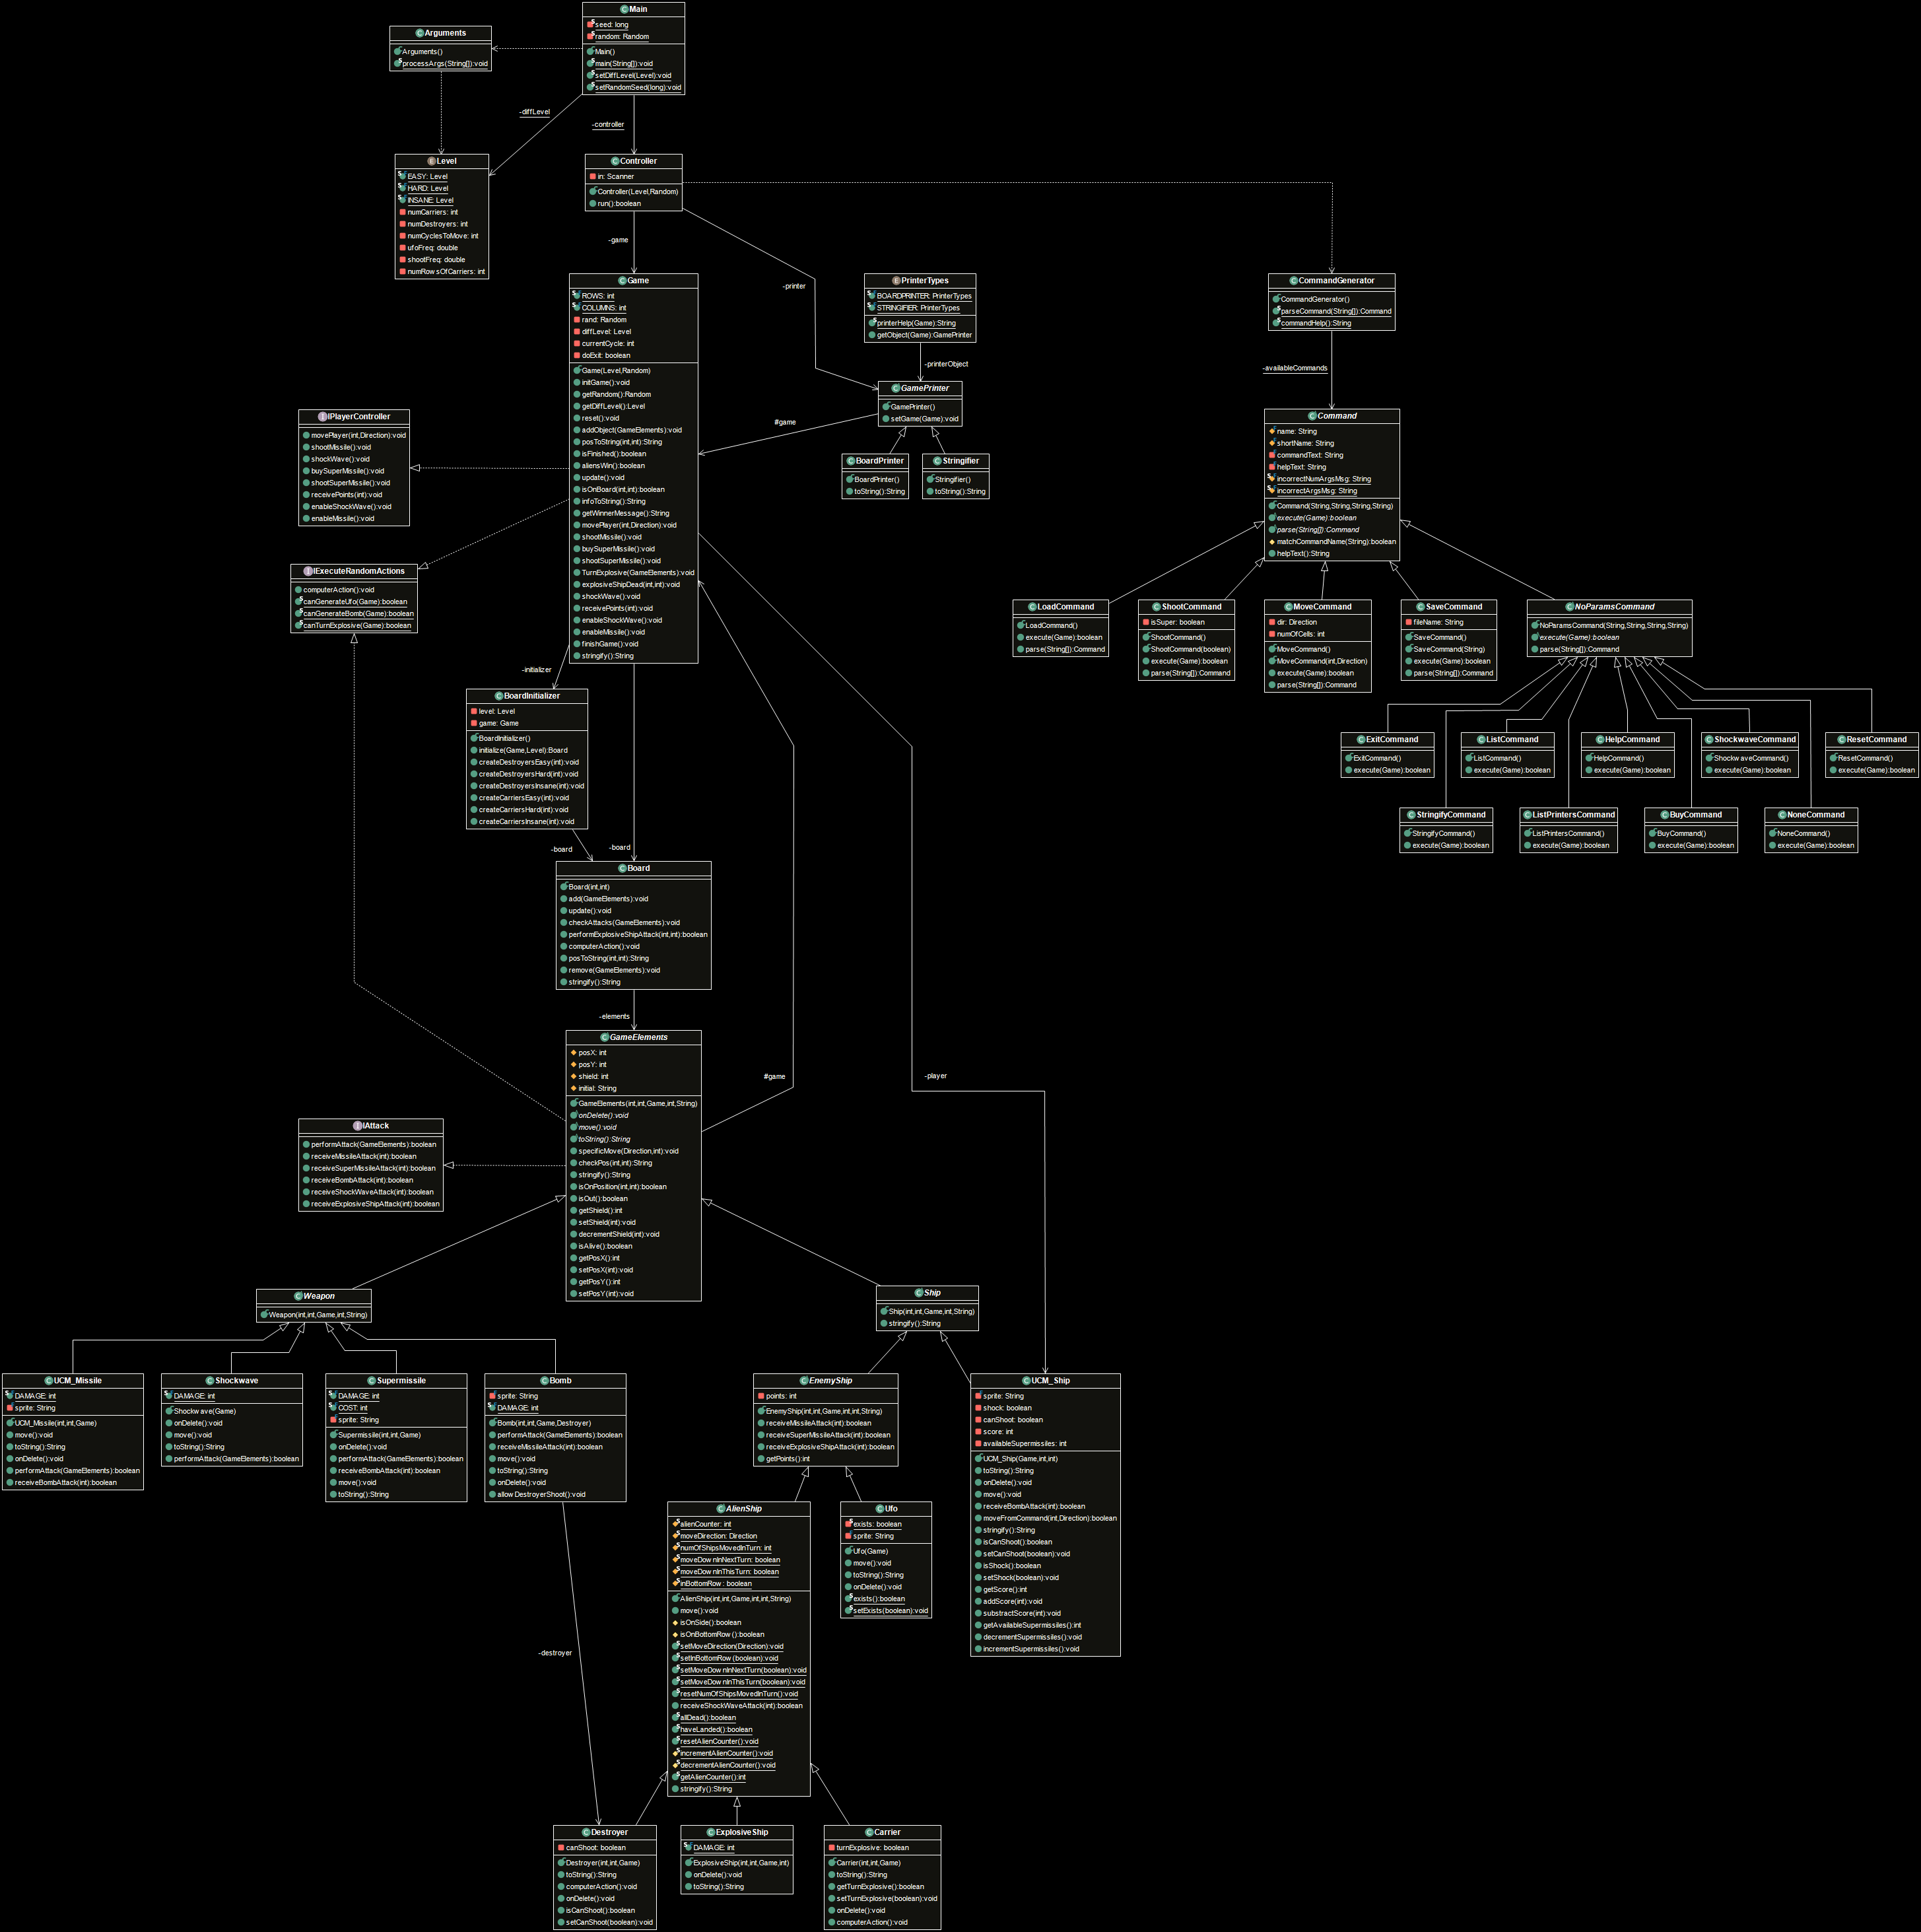 Main
seed: long
random: Random
Main()
main(String[]):void
setDiffLevel(Level):void
setRandomSeed(long):void
Arguments
Arguments()
processArgs(String[]):void
-diffLevel
-controller
Level
EASY: Level
HARD: Level
INSANE: Level
numCarriers: int
numDestroyers: int
numCyclesToMove: int
ufoFreq: double
shootFreq: double
numRowsOfCarriers: int
Controller
in: Scanner
Controller(Level,Random)
run():boolean
-game
-printer
Game
ROWS: int
COLUMNS: int
rand: Random
diffLevel: Level
currentCycle: int
doExit: boolean
Game(Level,Random)
initGame():void
getRandom():Random
getDiffLevel():Level
reset():void
addObject(GameElements):void
posToString(int,int):String
isFinished():boolean
aliensWin():boolean
update():void
isOnBoard(int,int):boolean
infoToString():String
getWinnerMessage():String
movePlayer(int,Direction):void
shootMissile():void
buySuperMissile():void
shootSuperMissile():void
TurnExplosive(GameElements):void
explosiveShipDead(int,int):void
shockWave():void
receivePoints(int):void
enableShockWave():void
enableMissile():void
finishGame():void
stringify():String
PrinterTypes
BOARDPRINTER: PrinterTypes
STRINGIFIER: PrinterTypes
printerHelp(Game):String
getObject(Game):GamePrinter
-printerObject
GamePrinter
GamePrinter()
setGame(Game):void
#game
BoardPrinter
BoardPrinter()
toString():String
Stringifier
Stringifier()
toString():String
CommandGenerator
CommandGenerator()
parseCommand(String[]):Command
commandHelp():String
-availableCommands
Command
name: String
shortName: String
commandText: String
helpText: String
incorrectNumArgsMsg: String
incorrectArgsMsg: String
Command(String,String,String,String)
execute(Game):boolean
parse(String[]):Command
matchCommandName(String):boolean
helpText():String
IPlayerController
movePlayer(int,Direction):void
shootMissile():void
shockWave():void
buySuperMissile():void
shootSuperMissile():void
receivePoints(int):void
enableShockWave():void
enableMissile():void
IExecuteRandomActions
computerAction():void
canGenerateUfo(Game):boolean
canGenerateBomb(Game):boolean
canTurnExplosive(Game):boolean
LoadCommand
LoadCommand()
execute(Game):boolean
parse(String[]):Command
ShootCommand
isSuper: boolean
ShootCommand()
ShootCommand(boolean)
execute(Game):boolean
parse(String[]):Command
MoveCommand
dir: Direction
numOfCells: int
MoveCommand()
MoveCommand(int,Direction)
execute(Game):boolean
parse(String[]):Command
SaveCommand
fileName: String
SaveCommand()
SaveCommand(String)
execute(Game):boolean
parse(String[]):Command
NoParamsCommand
NoParamsCommand(String,String,String,String)
execute(Game):boolean
parse(String[]):Command
ExitCommand
ExitCommand()
execute(Game):boolean
ListCommand
ListCommand()
execute(Game):boolean
HelpCommand
HelpCommand()
execute(Game):boolean
ShockwaveCommand
ShockwaveCommand()
execute(Game):boolean
ResetCommand
ResetCommand()
execute(Game):boolean
StringifyCommand
StringifyCommand()
execute(Game):boolean
ListPrintersCommand
ListPrintersCommand()
execute(Game):boolean
BuyCommand
BuyCommand()
execute(Game):boolean
NoneCommand
NoneCommand()
execute(Game):boolean
-initializer
BoardInitializer
level: Level
game: Game
BoardInitializer()
initialize(Game,Level):Board
createDestroyersEasy(int):void
createDestroyersHard(int):void
createDestroyersInsane(int):void
createCarriersEasy(int):void
createCarriersHard(int):void
createCarriersInsane(int):void
-board
-board
Board
Board(int,int)
add(GameElements):void
update():void
checkAttacks(GameElements):void
performExplosiveShipAttack(int,int):boolean
computerAction():void
posToString(int,int):String
remove(GameElements):void
stringify():String
-elements
#game
-player
GameElements
posX: int
posY: int
shield: int
initial: String
GameElements(int,int,Game,int,String)
onDelete():void
move():void
toString():String
specificMove(Direction,int):void
checkPos(int,int):String
stringify():String
isOnPosition(int,int):boolean
isOut():boolean
getShield():int
setShield(int):void
decrementShield(int):void
isAlive():boolean
getPosX():int
setPosX(int):void
getPosY():int
setPosY(int):void
IAttack
performAttack(GameElements):boolean
receiveMissileAttack(int):boolean
receiveSuperMissileAttack(int):boolean
receiveBombAttack(int):boolean
receiveShockWaveAttack(int):boolean
receiveExplosiveShipAttack(int):boolean
Weapon
Weapon(int,int,Game,int,String)
Ship
Ship(int,int,Game,int,String)
stringify():String
UCM_Missile
DAMAGE: int
sprite: String
UCM_Missile(int,int,Game)
move():void
toString():String
onDelete():void
performAttack(GameElements):boolean
receiveBombAttack(int):boolean
Shockwave
DAMAGE: int
Shockwave(Game)
onDelete():void
move():void
toString():String
performAttack(GameElements):boolean
Supermissile
DAMAGE: int
COST: int
sprite: String
Supermissile(int,int,Game)
onDelete():void
performAttack(GameElements):boolean
receiveBombAttack(int):boolean
move():void
toString():String
Bomb
sprite: String
DAMAGE: int
Bomb(int,int,Game,Destroyer)
performAttack(GameElements):boolean
receiveMissileAttack(int):boolean
move():void
toString():String
onDelete():void
allowDestroyerShoot():void
EnemyShip
points: int
EnemyShip(int,int,Game,int,int,String)
receiveMissileAttack(int):boolean
receiveSuperMissileAttack(int):boolean
receiveExplosiveShipAttack(int):boolean
getPoints():int
UCM_Ship
sprite: String
shock: boolean
canShoot: boolean
score: int
availableSupermissiles: int
UCM_Ship(Game,int,int)
toString():String
onDelete():void
move():void
receiveBombAttack(int):boolean
moveFromCommand(int,Direction):boolean
stringify():String
isCanShoot():boolean
setCanShoot(boolean):void
isShock():boolean
setShock(boolean):void
getScore():int
addScore(int):void
substractScore(int):void
getAvailableSupermissiles():int
decrementSupermissiles():void
incrementSupermissiles():void
AlienShip
alienCounter: int
moveDirection: Direction
numOfShipsMovedInTurn: int
moveDownInNextTurn: boolean
moveDownInThisTurn: boolean
inBottomRow: boolean
AlienShip(int,int,Game,int,int,String)
move():void
isOnSide():boolean
isOnBottomRow():boolean
setMoveDirection(Direction):void
setInBottomRow(boolean):void
setMoveDownInNextTurn(boolean):void
setMoveDownInThisTurn(boolean):void
resetNumOfShipsMovedInTurn():void
receiveShockWaveAttack(int):boolean
allDead():boolean
haveLanded():boolean
resetAlienCounter():void
incrementAlienCounter():void
decrementAlienCounter():void
getAlienCounter():int
stringify():String
Ufo
exists: boolean
sprite: String
Ufo(Game)
move():void
toString():String
onDelete():void
exists():boolean
setExists(boolean):void
-destroyer
Destroyer
canShoot: boolean
Destroyer(int,int,Game)
toString():String
computerAction():void
onDelete():void
isCanShoot():boolean
setCanShoot(boolean):void
ExplosiveShip
DAMAGE: int
ExplosiveShip(int,int,Game,int)
onDelete():void
toString():String
Carrier
turnExplosive: boolean
Carrier(int,int,Game)
toString():String
getTurnExplosive():boolean
setTurnExplosive(boolean):void
onDelete():void
computerAction():void